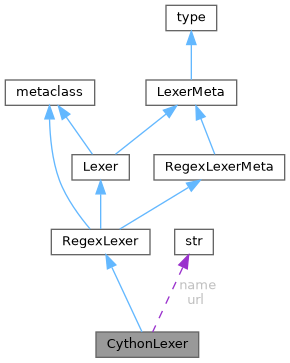 type
metaclass
LexerMeta
Lexer
RegexLexerMeta
RegexLexer
str
name
url
CythonLexer